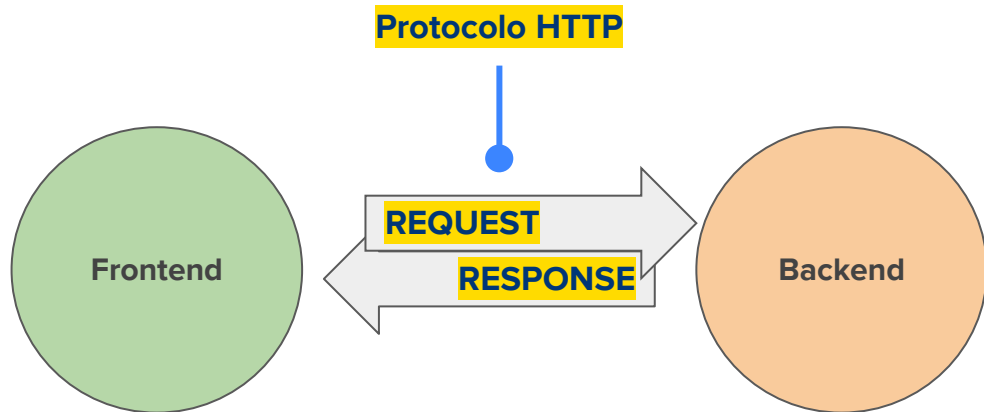 Protocolo HTTP
REQUEST
Frontend
RESPONSE
Backend